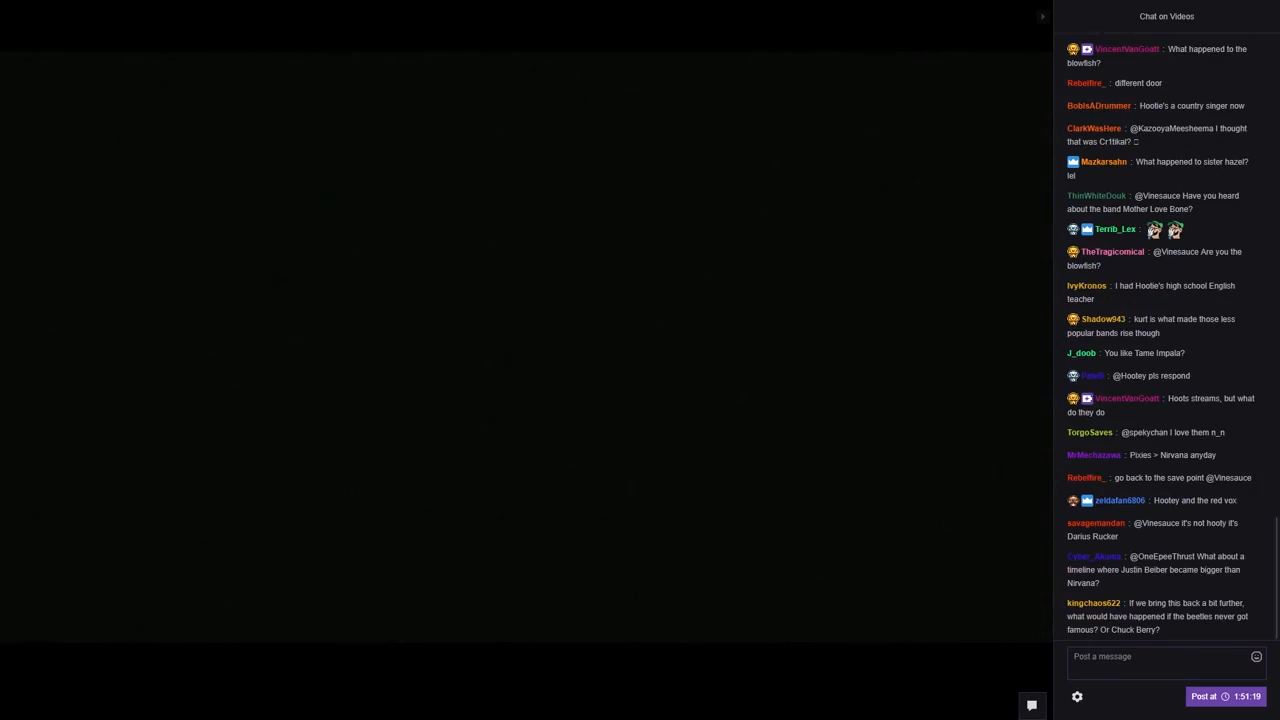 Chat on Videos
VincentVanGoatt : What happened to the
blowfish?
Rebelfire_ : different door
BobIsADrummer : Hootie's a country singer now
ClarkWasHere : @KazooyaMeesheema I thought
that was Cr1tikal?
Mazkarsahn : What happened to sister hazel?
lel
ThinWhiteDouk : @Vinesauce Have you heard
about the band Mother Love Bone?
Terrib_Lex :
TheTragicomical : @Vinesauce Are you the
blowfish?
IvyKronos : I had Hootie's high school English
teacher
Shadow943 : kurt is what made those less
popular bands rise though
J_doob : You like Tame Impala?
: @Hootey pls respond
VincentVanGoatt : Hoots streams, but what
do they do
TorgoSaves : @spekychan I love them n_n
MrMechazawa : Pixies > Nirvana anyday
Rebelfire_ : go back to the save point @Vinesauce
zeldafan6806 : Hootey and the red vox
savagemandan : @Vinesauce it's not hooty it's
Darius Rucker
Cyber_Akuma : @OneEpeeThrust What about a
timeline where Justin Beiber became bigger than
Nirvana?
kingchaos622 : If we bring this back a bit further,
what would have happened if the beetles never got
famous? Or Chuck Berry?
Post a message
Post at 1:51:19